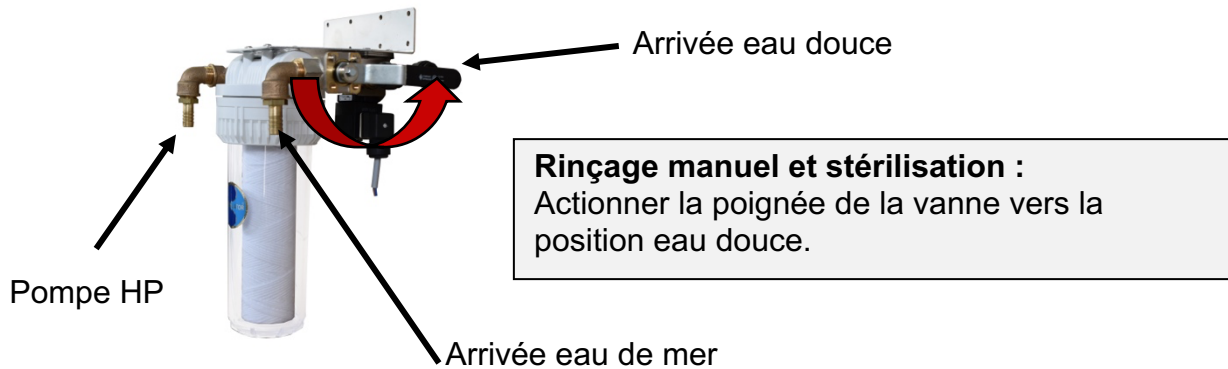 Arrivée eau douce
Rinçage manuel et stérilisation :
Actionner la poignée de la vanne vers la
position eau douce.
Pompe HP
Arrivée eau de mer